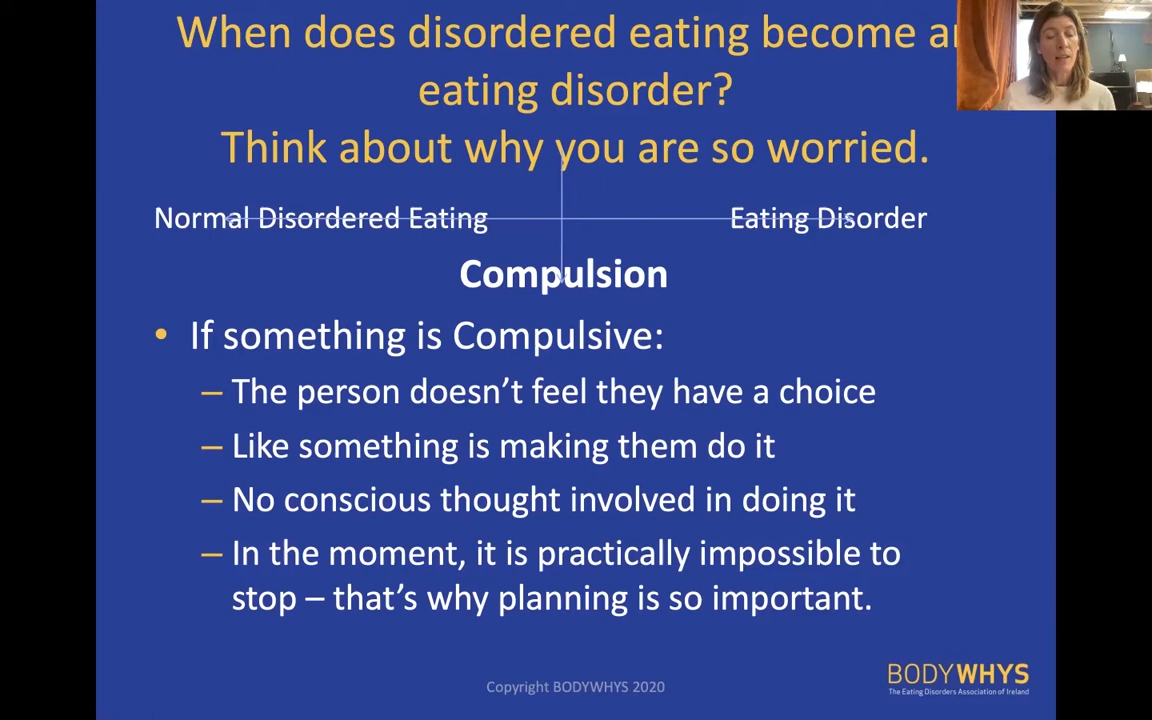 When does disordered eating become an
eating disorder?
Think about why you are so worried.
Normal Disordered Eating Eating Disorder
Compulsion
• If something is Compulsive:
– The person doesn't feel they have a choice
– Like something is making them do it
– No conscious thought involved in doing it
– In the moment, it is practically impossible to
stop – that's why planning is so important.
BODYWHYS
The Eating Disorders Association of Ireland
Copyright BODYWHYS 2020